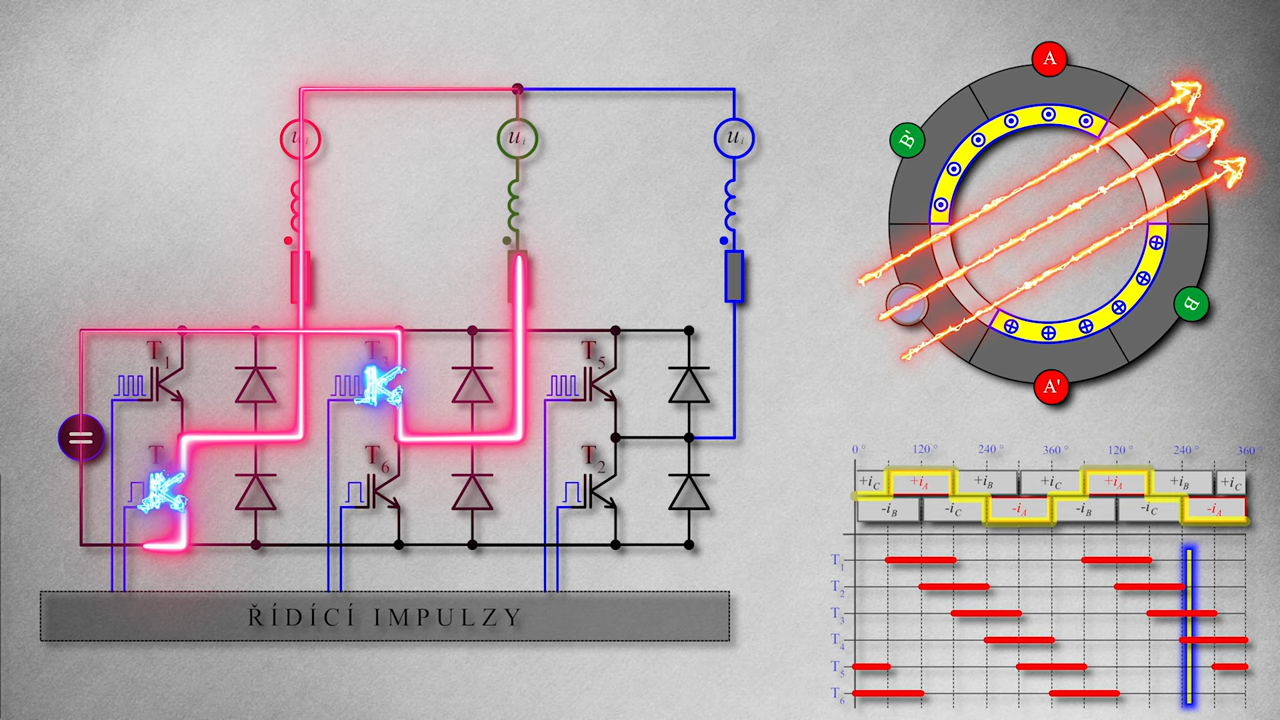 A
B'
B
A'
u i
u i
u i
T1
T3
T5
T
T6
T2
ŘÍDÍCÍ IMPULZY
0° 120° 240° 360° 120° 240° 360
+iC +iA +iB +iC +iA +iB +iC
-iB -iC -iA -iB -iC -iA
T1
T2
T3
T4
T5
T6